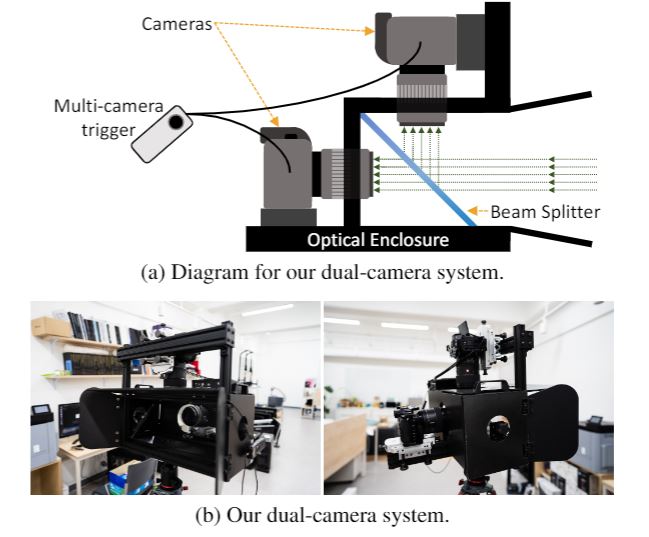 Cameras
Multi-camera
trigger
Beam Splitter
Optical Enclosure
(a) Diagram for our dual-camera system.
(b) Our dual-camera system.